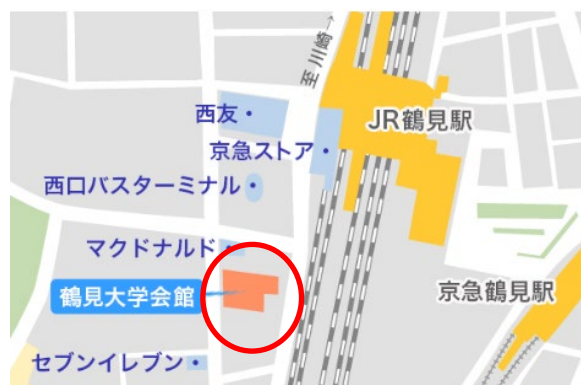 至 川崎→
西友
JR鶴見駅
京急ストア
西口バスターミナル
マクドナルド
鶴見大学会館
京急鶴見駅
セブンイレブン